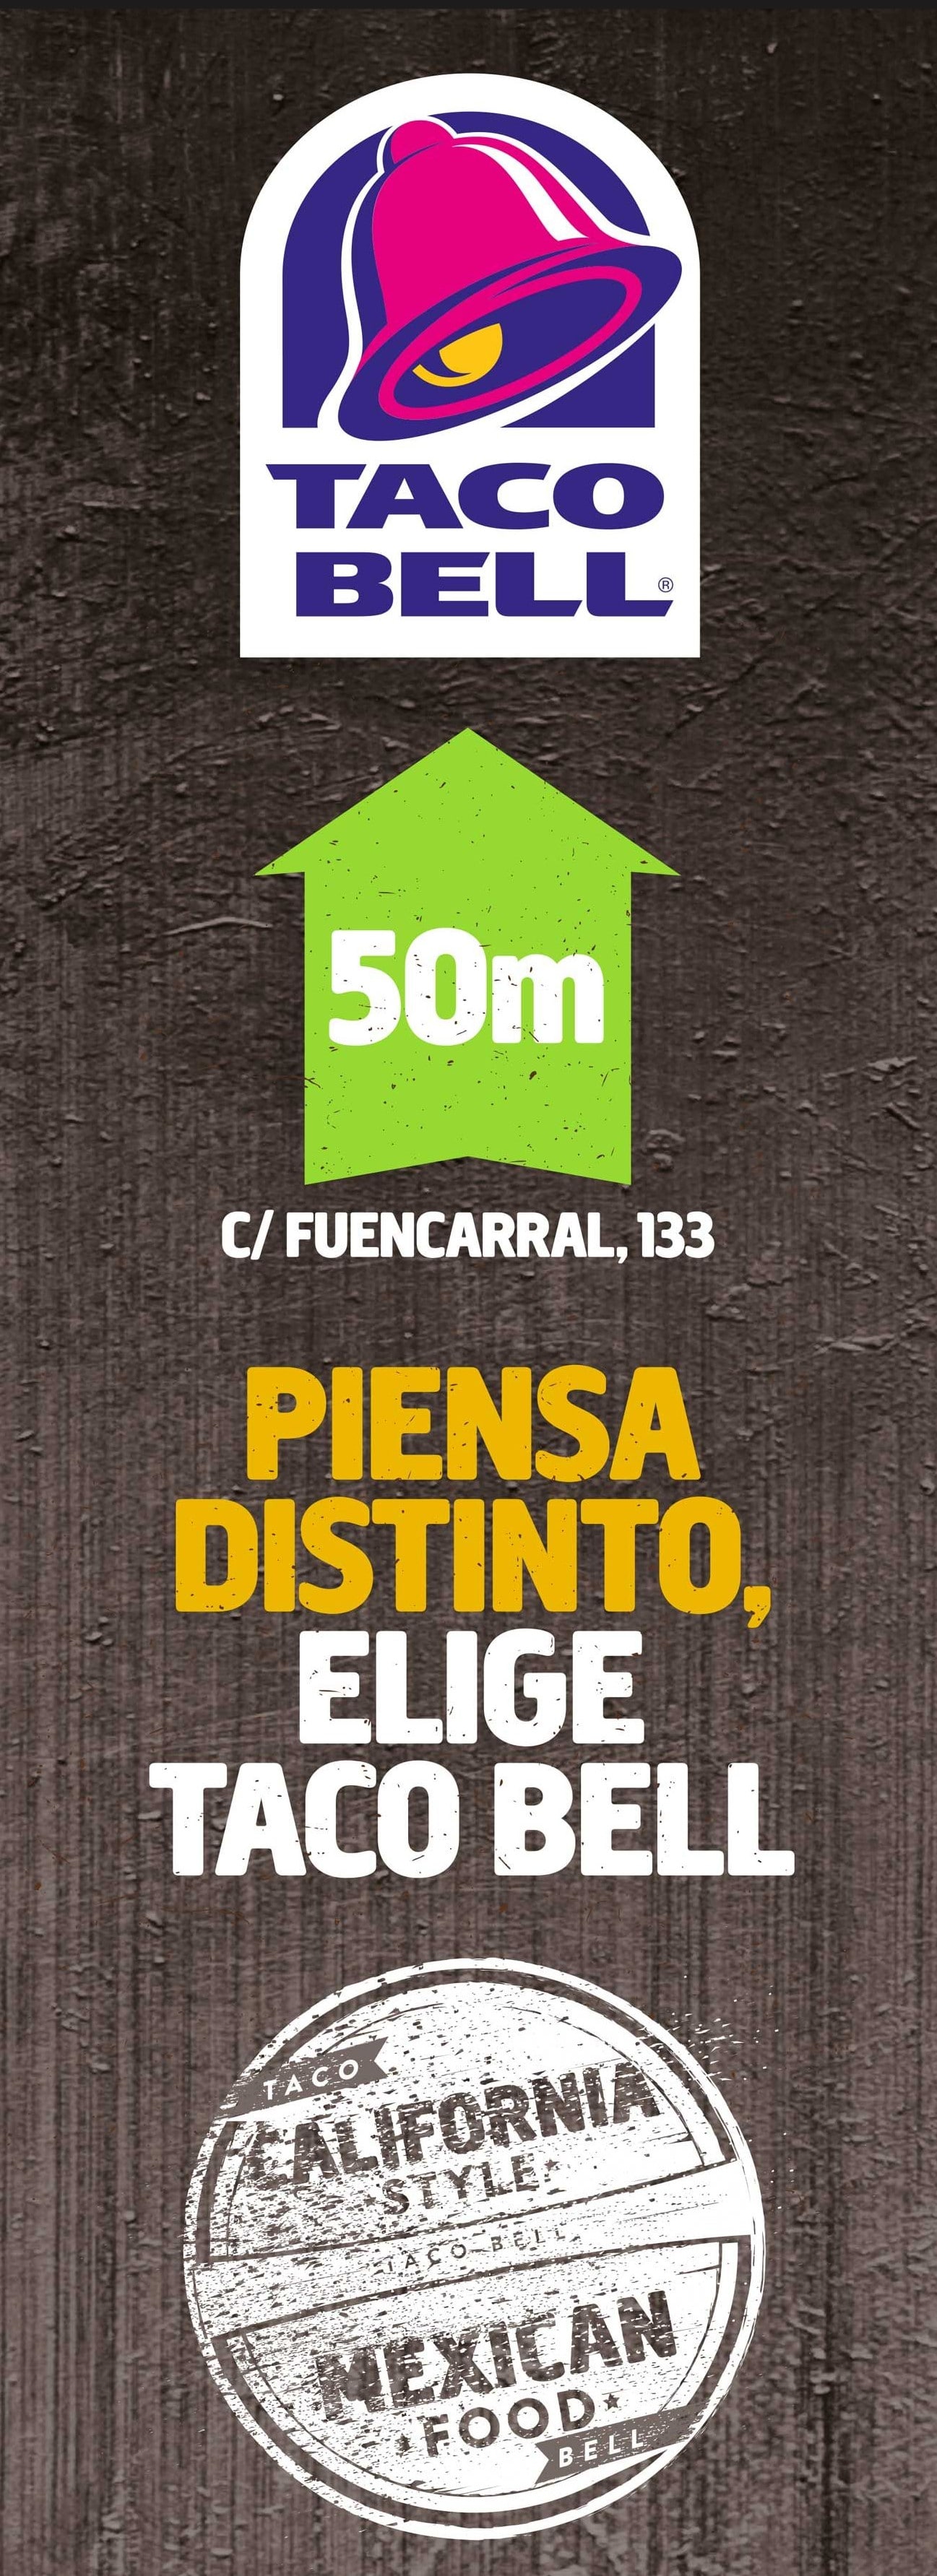 TACO
BELL®
50m
C/ FUENCARRAL, 133
PIENSA
DISTINTO,
ELIGE
TACO BELL
TACO
CALIFORNIA
STYLE
TACO BELL
MEXICAN
FOOD
BELL